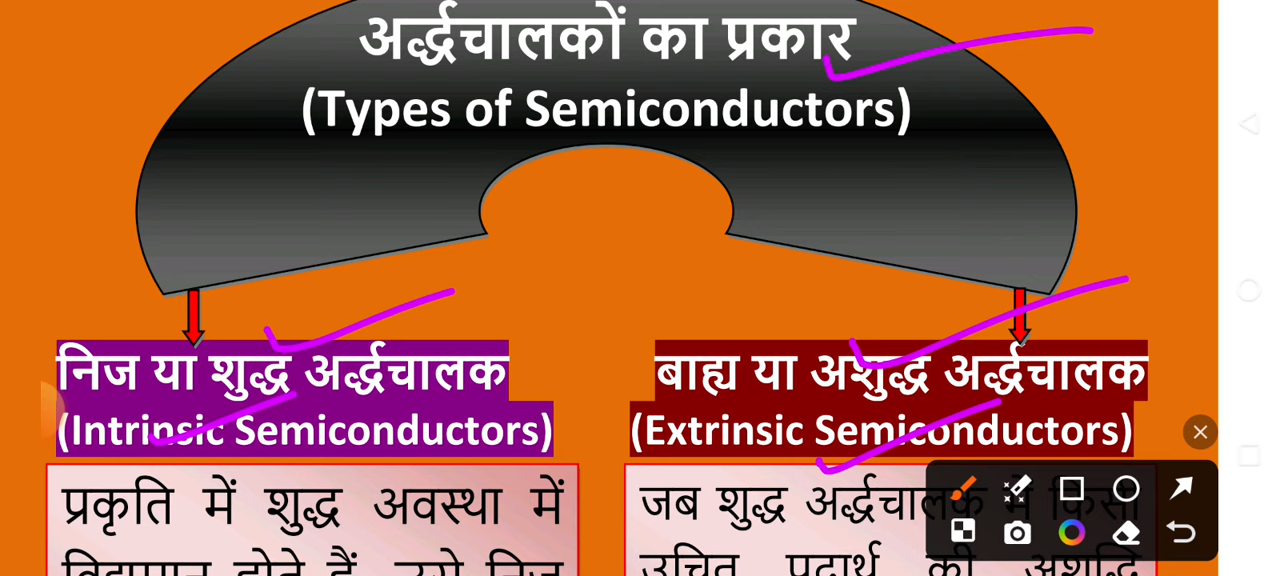 अर्द्धचालकों का प्रकार
(Types of Semiconductors)
निज या शुद्ध अर्द्धचालक
(Intrinsic Semiconductors)
बाह्य या अशुद्ध अर्द्धचालक
(Extrinsic Semiconductors)
प्रकृति में शुद्ध अवस्था में
होते हैं
जब शुद्ध अर्द्धचालक में किसी
उचित पदार्थ की